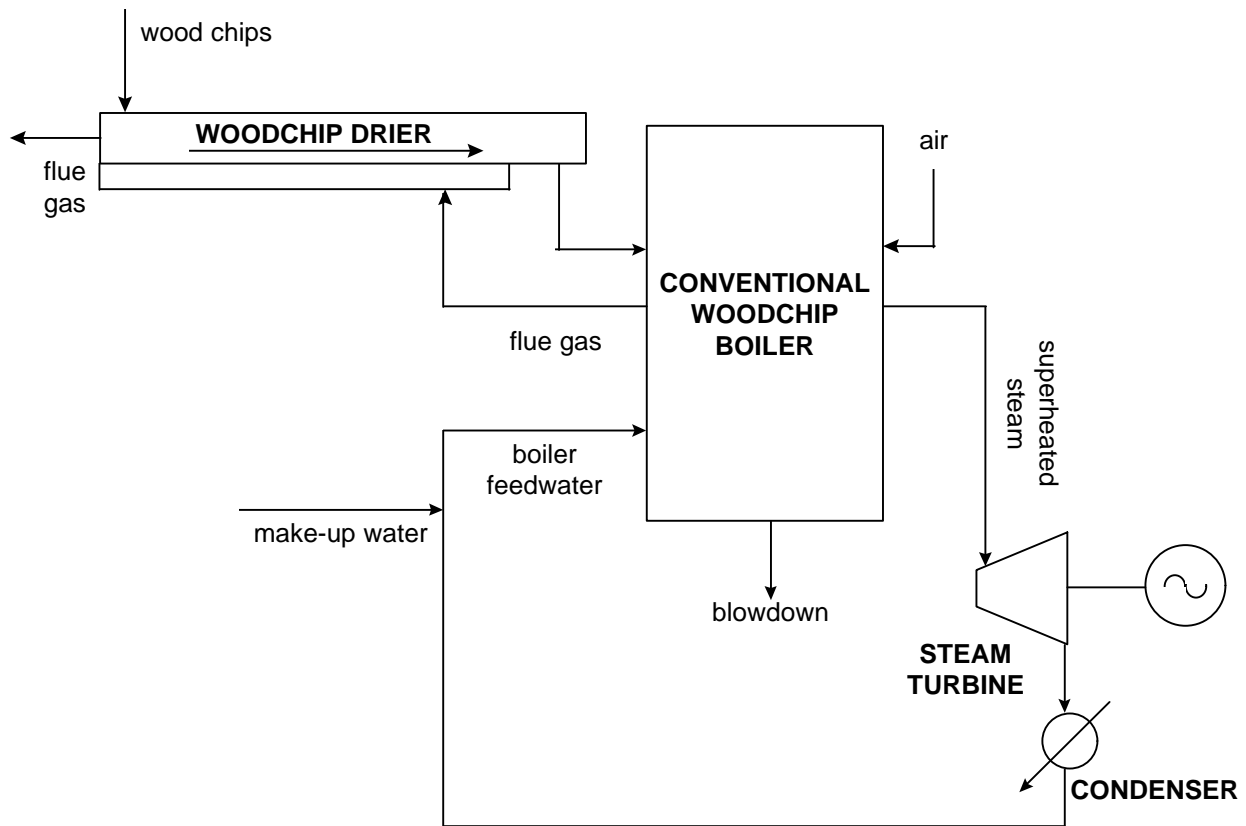 wood chips
WOODCHIP DRIER
flue
gas
air
CONVENTIONAL
WOODCHIP
BOILER
flue gas
superheated
steam
boiler
feedwater
make-up water
blowdown
STEAM
TURBINE
CONDENSER